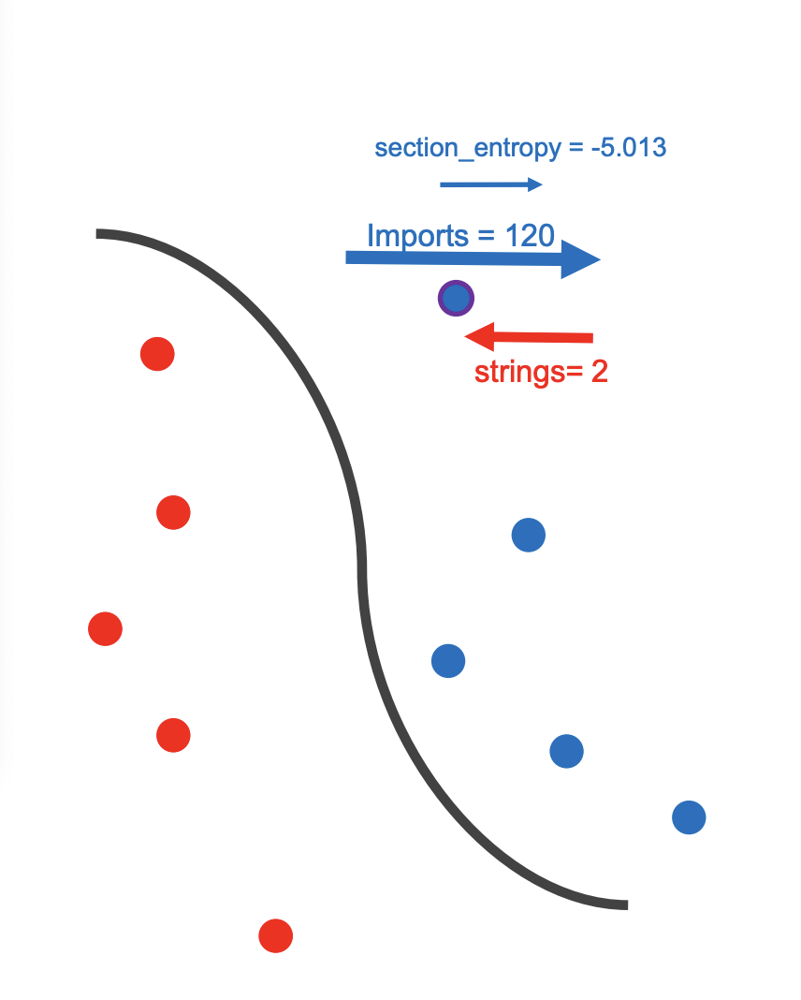 section_entropy = -5.013
Imports = 120
strings= 2